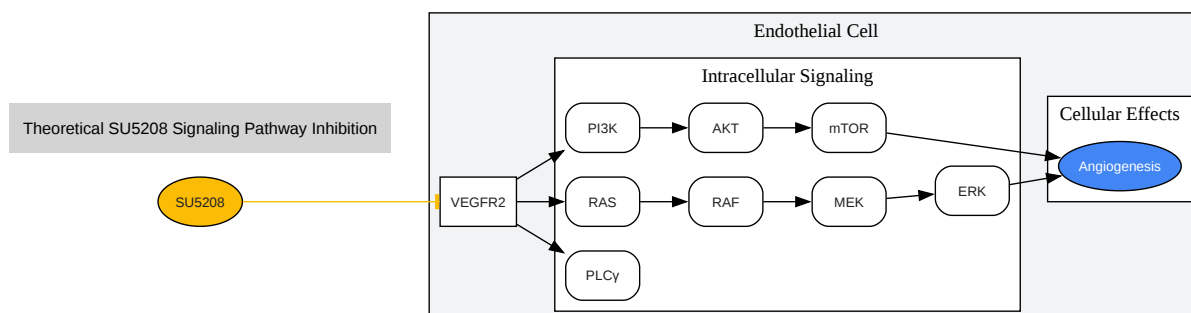 Endothelial Cell
Intracellular Signaling
Cellular Effects
Theoretical SU5208 Signaling Pathway Inhibition
PI3K
AKT
mTOR
Angiogenesis
SU5208
VEGFR2
RAS
RAF
MEK
ERK
PLCγ